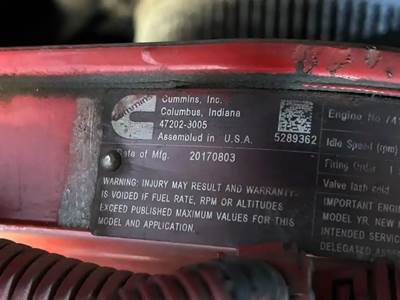 Cummins
Cummins, Inc.
Columbus, Indiana
47202-3005
Assembled in U.S.A.
5289362
Date of Mfg. 20170803
WARNING: INJURY MAY RESULT AND WARRANTY
IS VOIDED IF FUEL RATE, RPM OR ALTITUDES
EXCEED PUBLISHED MAXIMUM VALUES FOR THIS
MODEL AND APPLICATION.
Engine No
Idle Speed (rpm)
Firing Order
Valve lash cold
IMPORTANT ENGI
MODEL YR. NEW
INTENDED SERVIC
DELEGATED ASSE